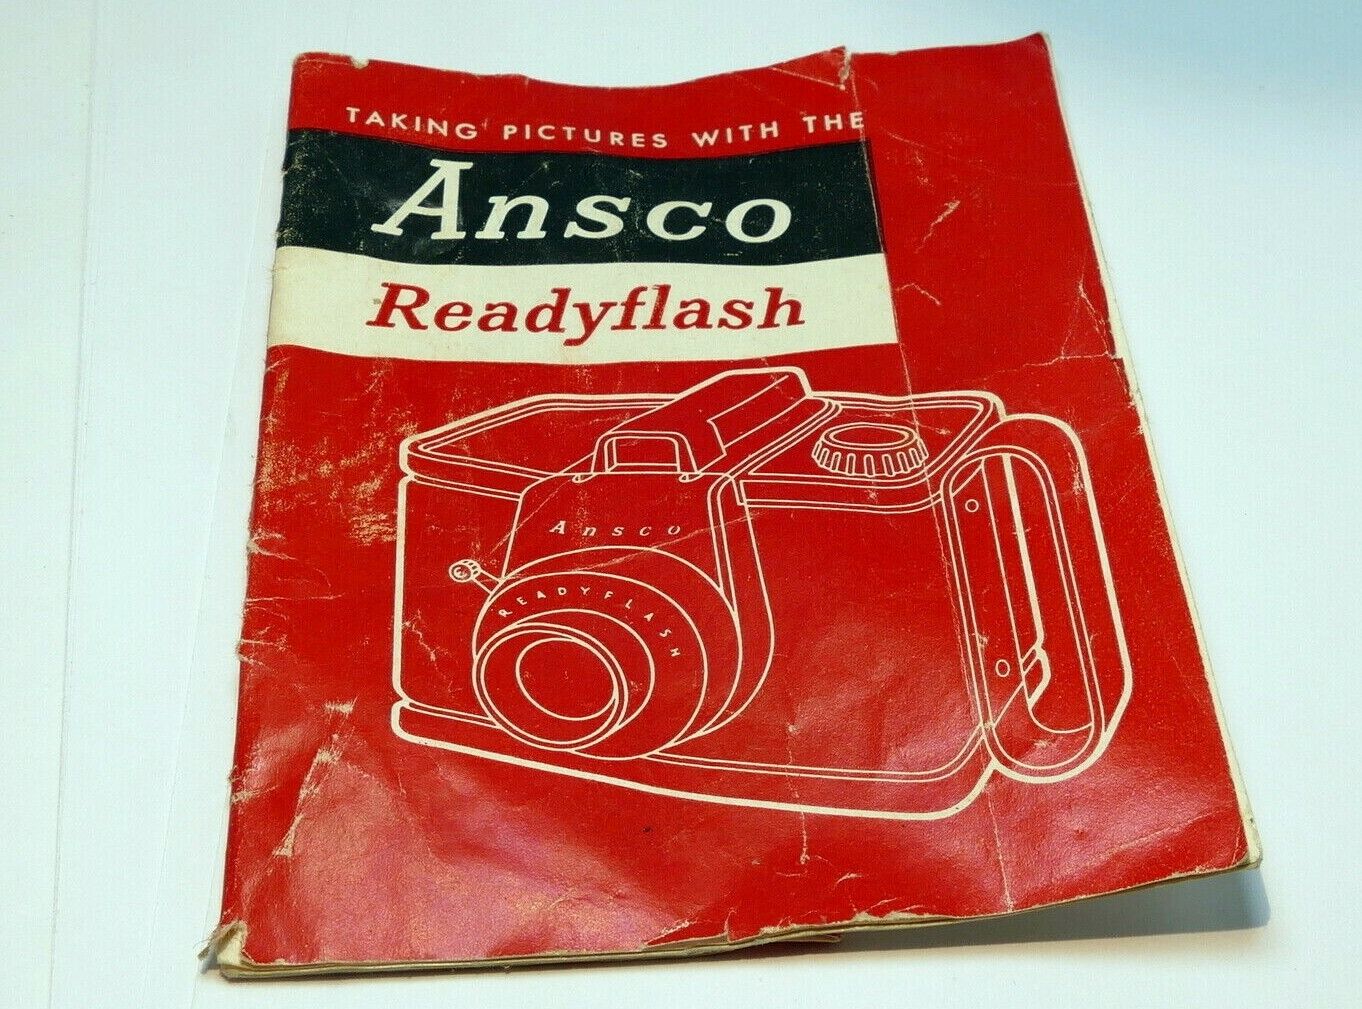 TAKING PICTURES WITH THE
Ansco
Readyflash
Ansco
READYFLASH